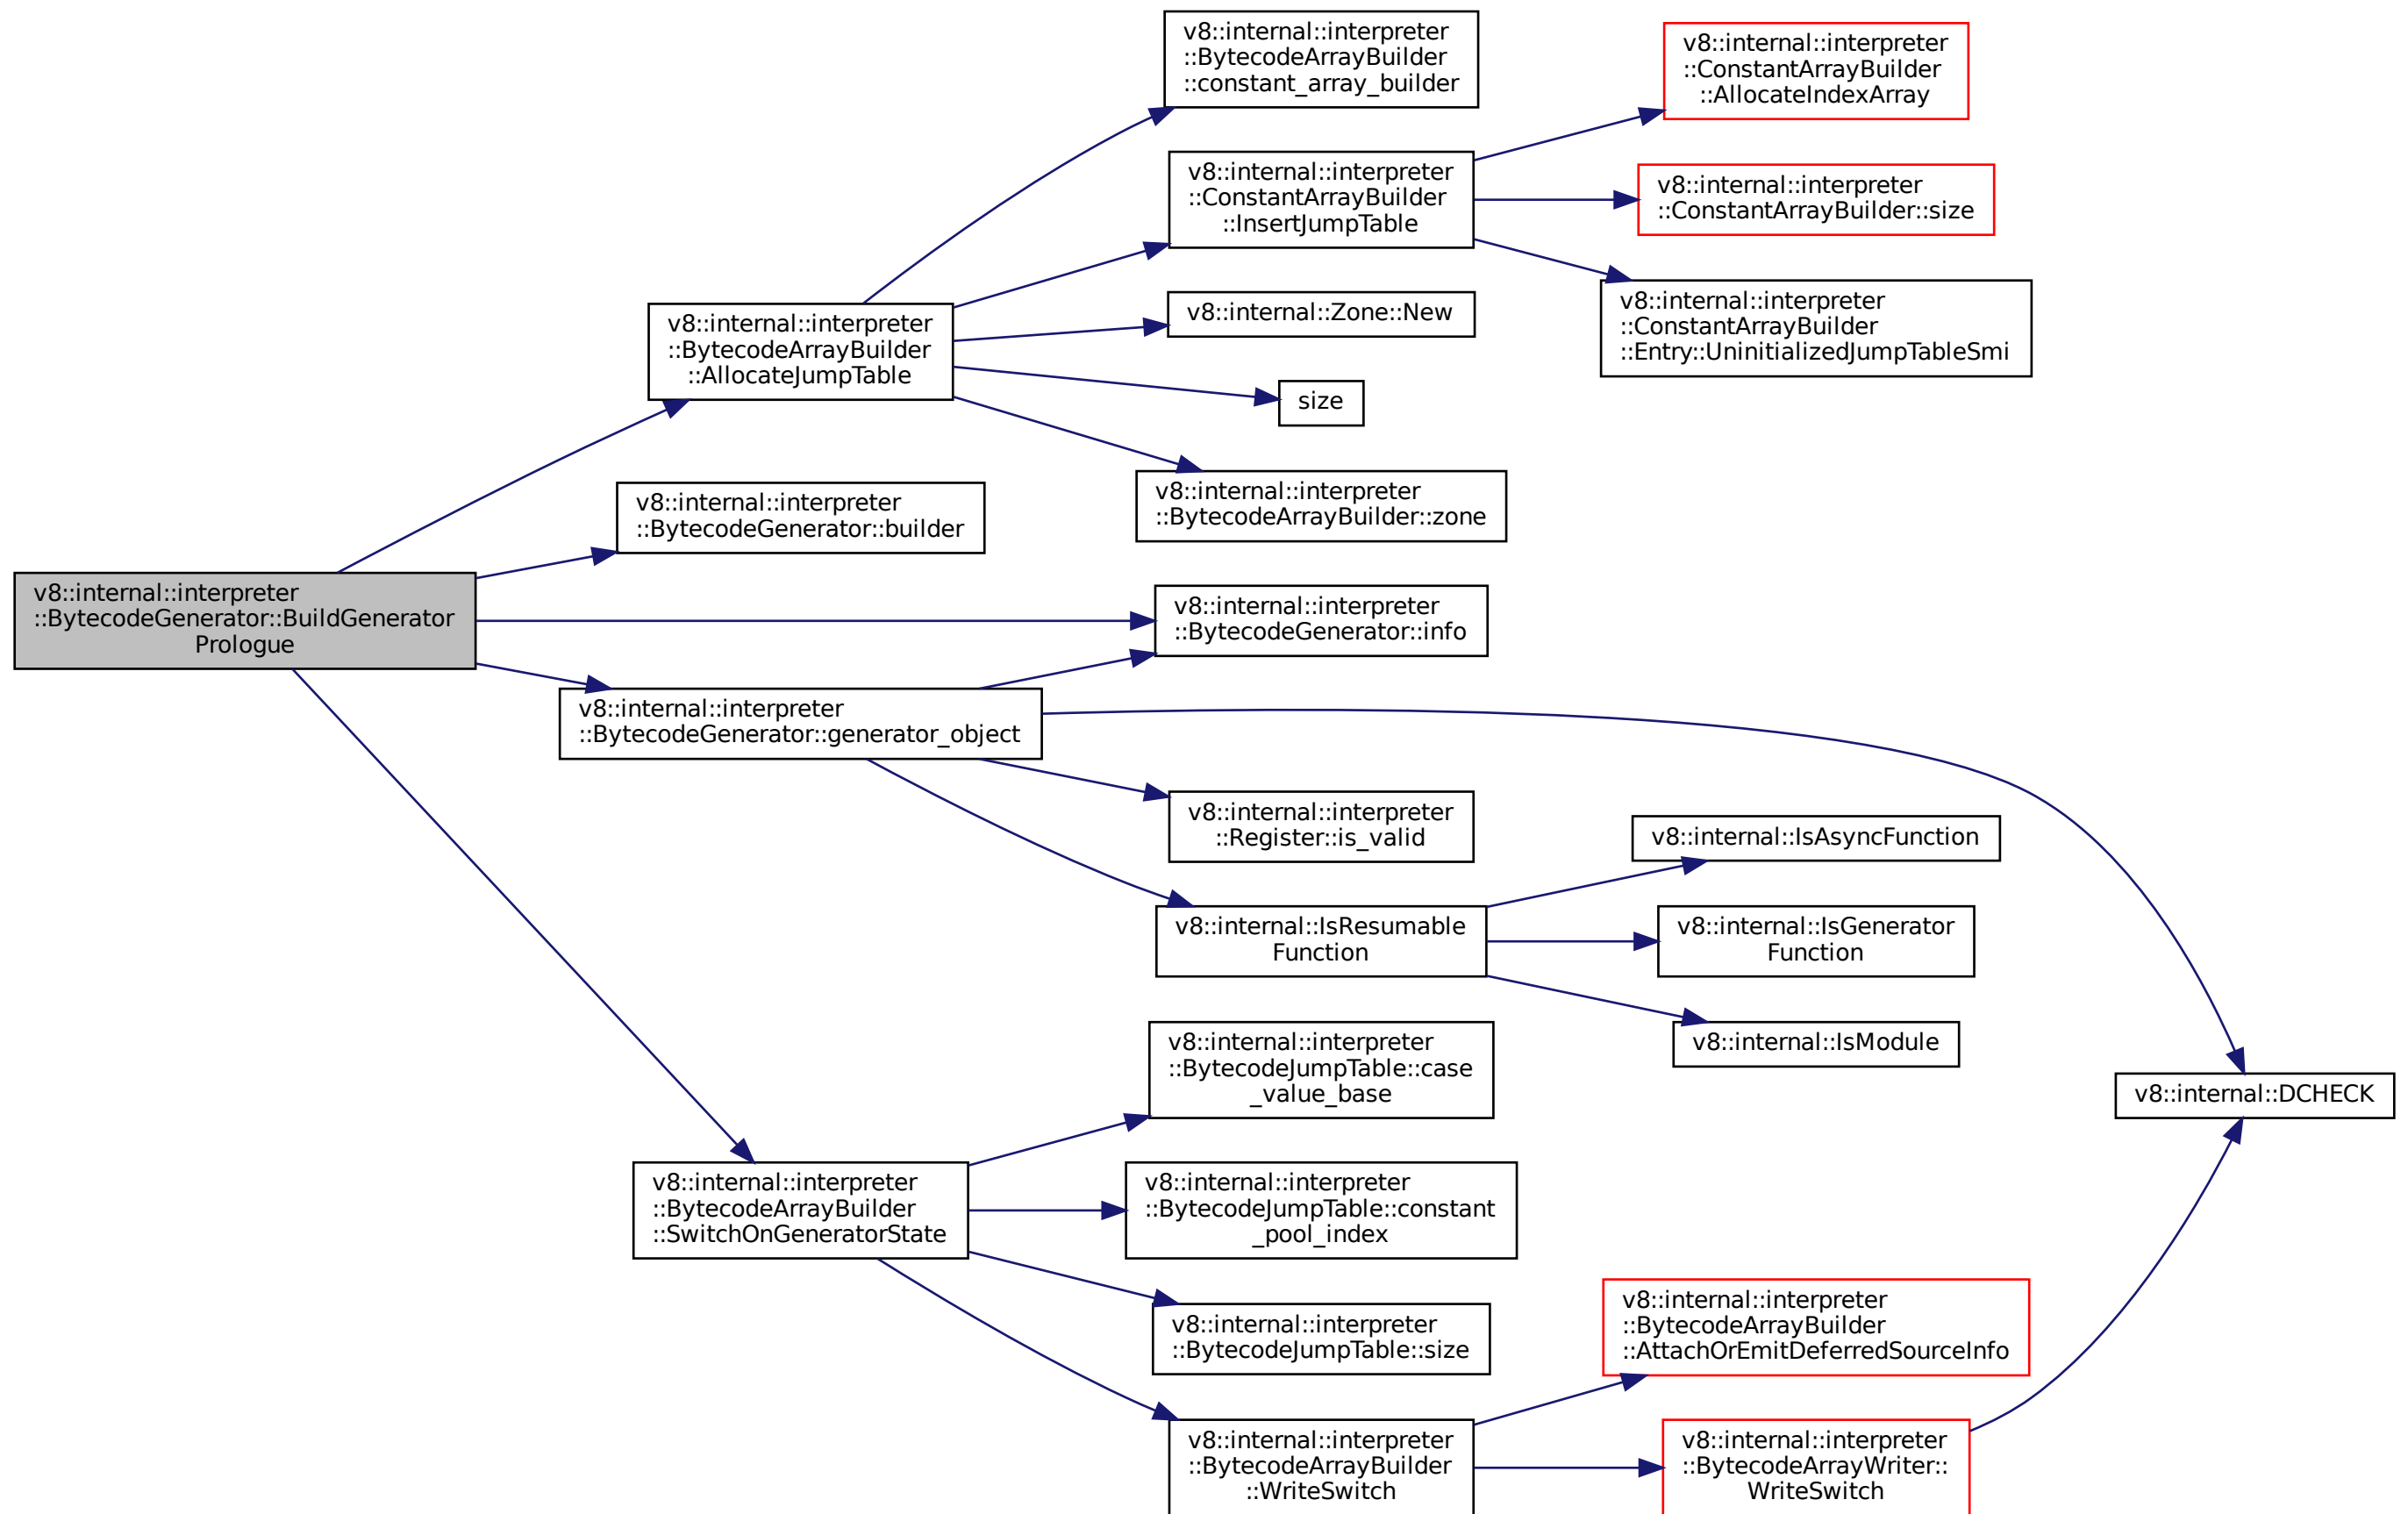 v8::internal::interpreter
::BytecodeGenerator::BuildGenerator
Prologue
v8::internal::interpreter
::BytecodeArrayBuilder
::AllocateJumpTable
v8::internal::interpreter
::BytecodeGenerator::builder
v8::internal::interpreter
::BytecodeGenerator::generator_object
v8::internal::interpreter
::BytecodeArrayBuilder
::SwitchOnGeneratorState
v8::internal::interpreter
::BytecodeArrayBuilder
::constant_array_builder
v8::internal::interpreter
::ConstantArrayBuilder
::InsertJumpTable
v8::internal::Zone::New
size
v8::internal::interpreter
::BytecodeArrayBuilder::zone
v8::internal::interpreter
::BytecodeGenerator::info
v8::internal::interpreter
::Register::is_valid
v8::internal::IsResumable
Function
v8::internal::interpreter
::BytecodeJumpTable::case
_value_base
v8::internal::interpreter
::BytecodeJumpTable::constant
_pool_index
v8::internal::interpreter
::BytecodeJumpTable::size
v8::internal::interpreter
::BytecodeArrayBuilder
::WriteSwitch
v8::internal::interpreter
::ConstantArrayBuilder
::AllocateIndexArray
v8::internal::interpreter
::ConstantArrayBuilder::size
v8::internal::interpreter
::ConstantArrayBuilder
::Entry::UninitializedJumpTableSmi
v8::internal::IsAsyncFunction
v8::internal::IsGenerator
Function
v8::internal::IsModule
v8::internal::interpreter
::BytecodeArrayBuilder
::AttachOrEmitDeferredSourceInfo
v8::internal::interpreter
::BytecodeArrayWriter::
WriteSwitch
v8::internal::DCHECK